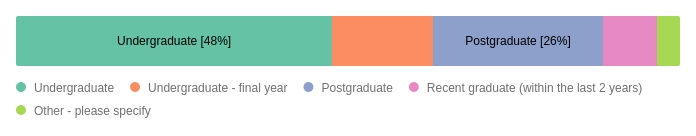 Undergraduate [48%] Postgraduate [26%]
Undergraduate Undergraduate - final year Postgraduate Recent graduate (within the last 2 years)
Other - please specify